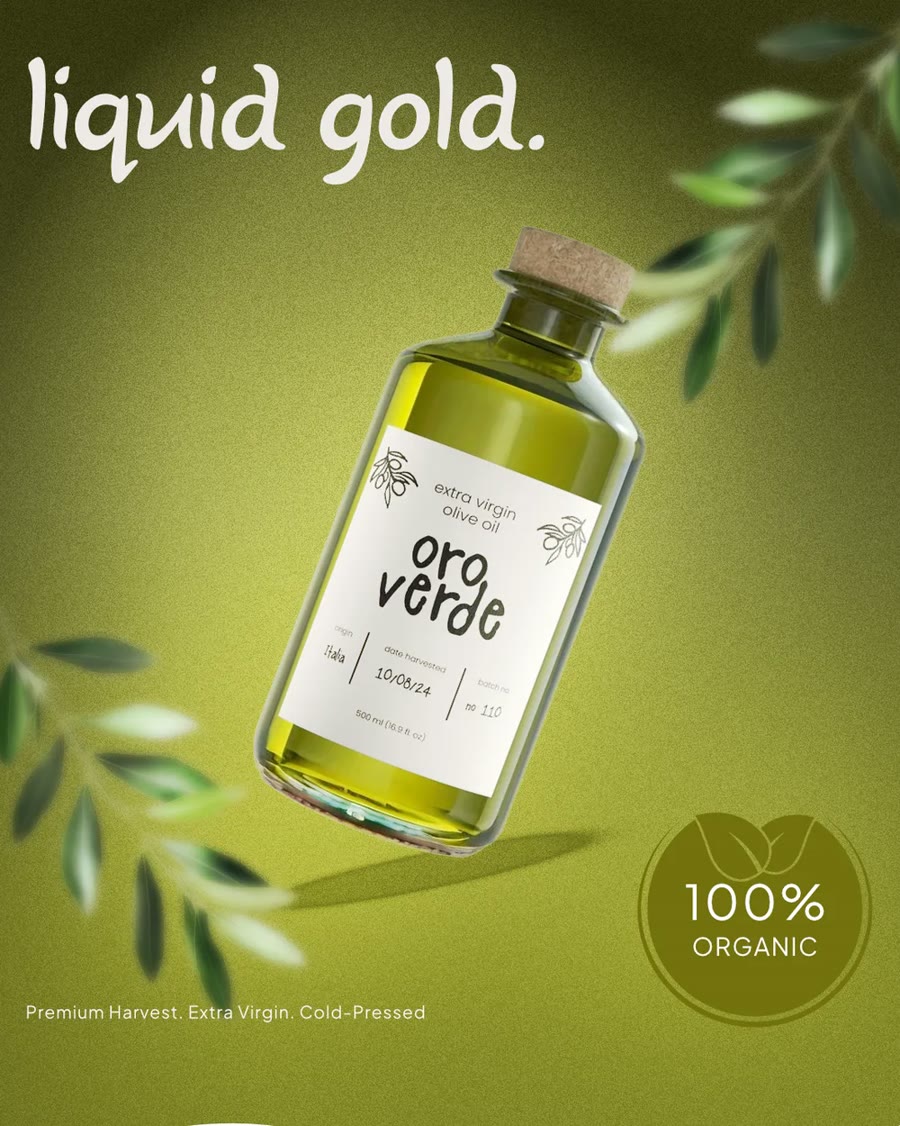 liquid gold.
extra virgin
olive oil
oro
verde
origin
Italia
date harvested
10/08/24
batch no
no 110
500 ml (16.9 fl oz)
100%
ORGANIC
Premium Harvest. Extra Virgin. Cold-Pressed